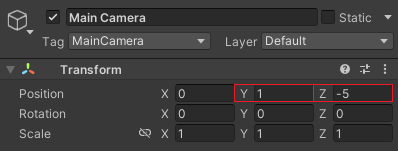 Main Camera Static
Tag MainCamera Layer Default
Transform
Position X 0 Y 1 Z -5
Rotation X 0 Y 0 Z 0
Scale X 1 Y 1 Z 1